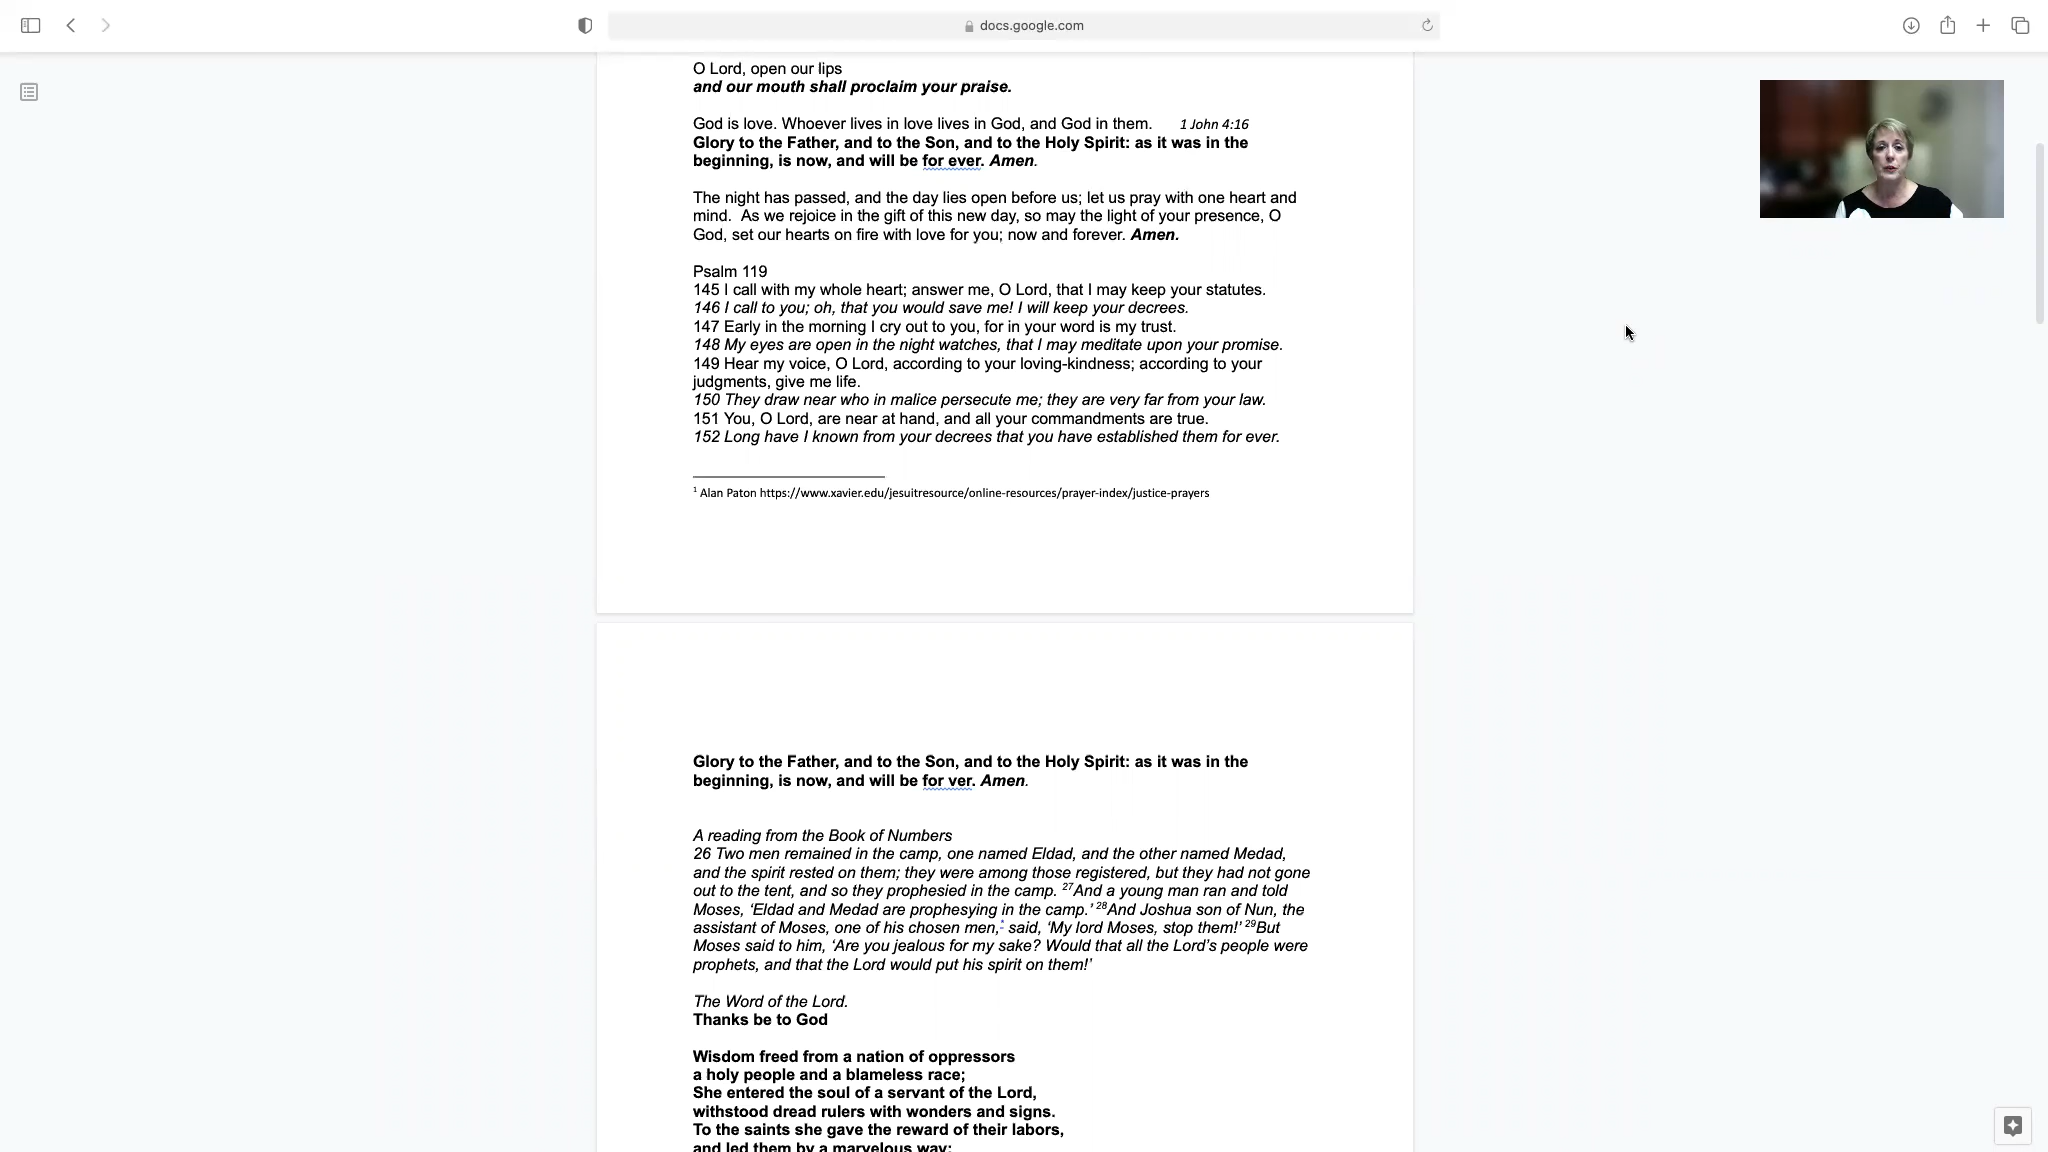 docs.google.com
O Lord, open our lips
and our mouth shall proclaim your praise.
God is love. Whoever lives in love lives in God, and God in them. 1 John 4:16
Glory to the Father, and to the Son, and to the Holy Spirit: as it was in the
beginning, is now, and will be for ever. Amen.
The night has passed, and the day lies open before us; let us pray with one heart and
mind. As we rejoice in the gift of this new day, so may the light of your presence, O
God, set our hearts on fire with love for you; now and forever. Amen.
Psalm 119
145 I call with my whole heart; answer me, O Lord, that I may keep your statutes.
146 I call to you; oh, that you would save me! I will keep your decrees.
147 Early in the morning I cry out to you, for in your word is my trust.
148 My eyes are open in the night watches, that I may meditate upon your promise.
149 Hear my voice, O Lord, according to your loving-kindness; according to your
judgments, give me life.
150 They draw near who in malice persecute me; they are very far from your law.
151 You, O Lord, are near at hand, and all your commandments are true.
152 Long have I known from your decrees that you have established them for ever.
1 Alan Paton https://www.xavier.edu/jesuitresource/online-resources/prayer-index/justice-prayers
Glory to the Father, and to the Son, and to the Holy Spirit: as it was in the
beginning, is now, and will be for ver. Amen.
A reading from the Book of Numbers
26 Two men remained in the camp, one named Eldad, and the other named Medad,
and the spirit rested on them; they were among those registered, but they had not gone
out to the tent, and so they prophesied in the camp. 27And a young man ran and told
Moses, ‘Eldad and Medad are prophesying in the camp.’ 28And Joshua son of Nun, the
assistant of Moses, one of his chosen men,* said, ‘My lord Moses, stop them!’ 29But
Moses said to him, ‘Are you jealous for my sake? Would that all the Lord’s people were
prophets, and that the Lord would put his spirit on them!’
The Word of the Lord.
Thanks be to God
Wisdom freed from a nation of oppressors
a holy people and a blameless race;
She entered the soul of a servant of the Lord,
withstood dread rulers with wonders and signs.
To the saints she gave the reward of their labors,
and led them by a marvelous way;